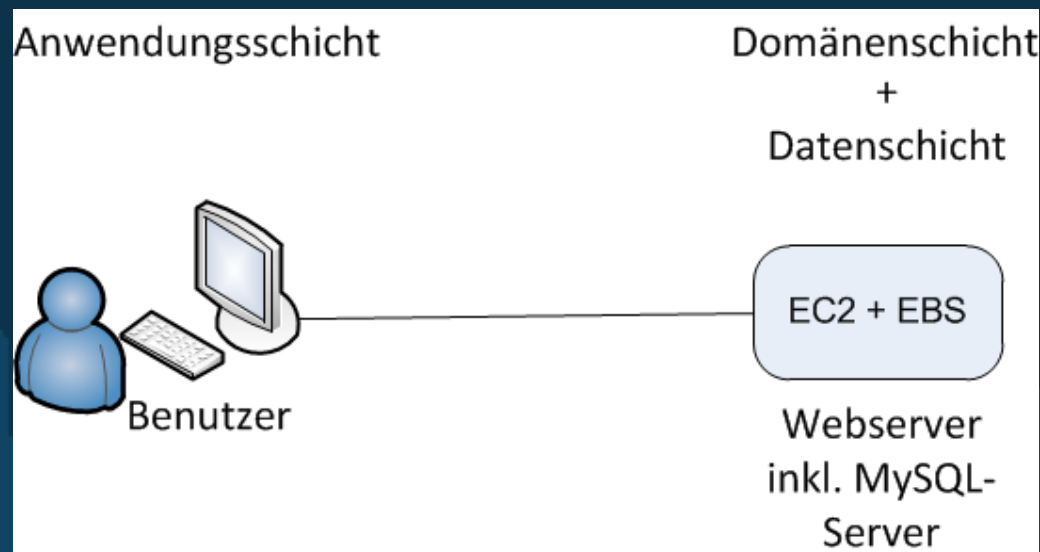 Anwendungsschicht
Domänenschicht
+
Datenschicht
EC2 + EBS
Benutzer
Webserver
inkl. MySQL-
Server